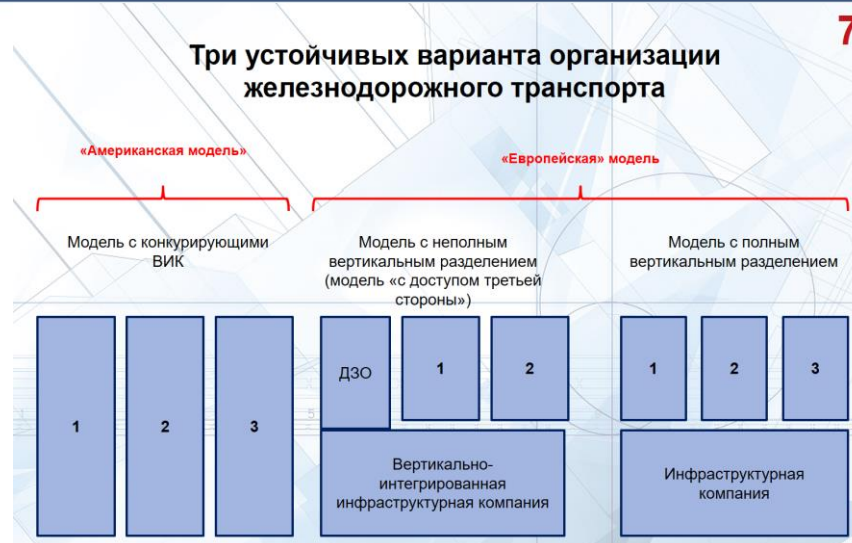 7
Три устойчивых варианта организации
железнодорожного транспорта
«Американская модель»
«Европейская» модель
Модель с конкурирующими
ВИК
Модель с неполным
вертикальным разделением
(модель «с доступом третьей
стороны»)
Модель с полным
вертикальным разделением
1
2
3
ДЗО
1
2
Вертикально-
интегрированная
инфраструктурная компания
1
2
3
Инфраструктурная
компания